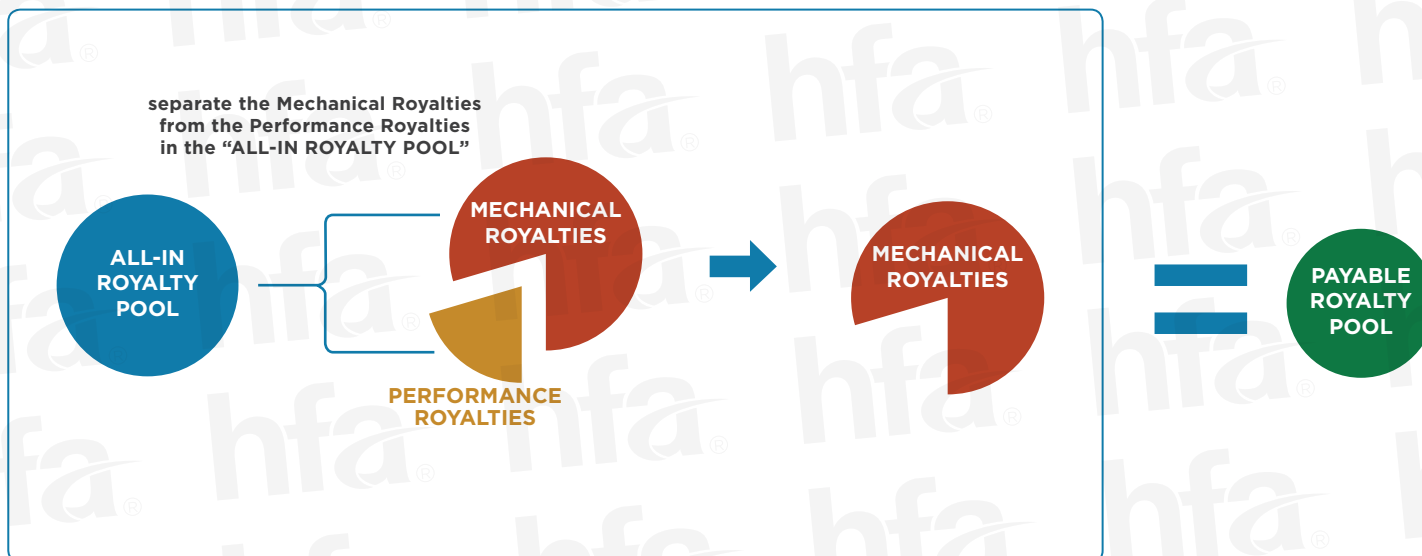 separate the Mechanical Royalties
from the Performance Royalties
in the “ALL-IN ROYALTY POOL”
ALL-IN
ROYALTY
POOL
MECHANICAL
ROYALTIES
PERFORMANCE
ROYALTIES
MECHANICAL
ROYALTIES
PAYABLE
ROYALTY
POOL
hfa®